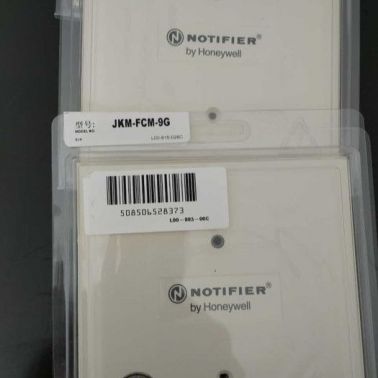 NOTIFIER®
by Honeywell
型号:
MODEL NO.
JKM-FCM-9G
508506528373
NOTIFIER®
by Honeywell